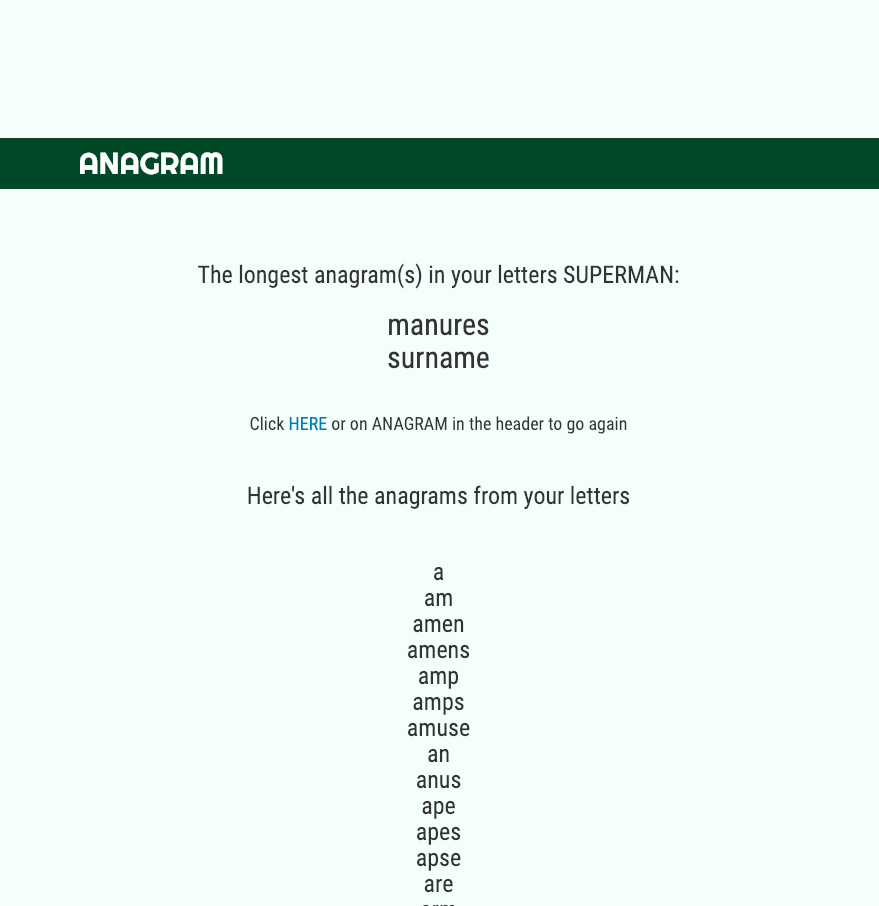 ANAGRAM
The longest anagram(s) in your letters SUPERMAN:
manures
surname
Click HERE or on ANAGRAM in the header to go again
Here's all the anagrams from your letters
a
am
amen
amens
amp
amps
amuse
an
anus
ape
apes
apse
are